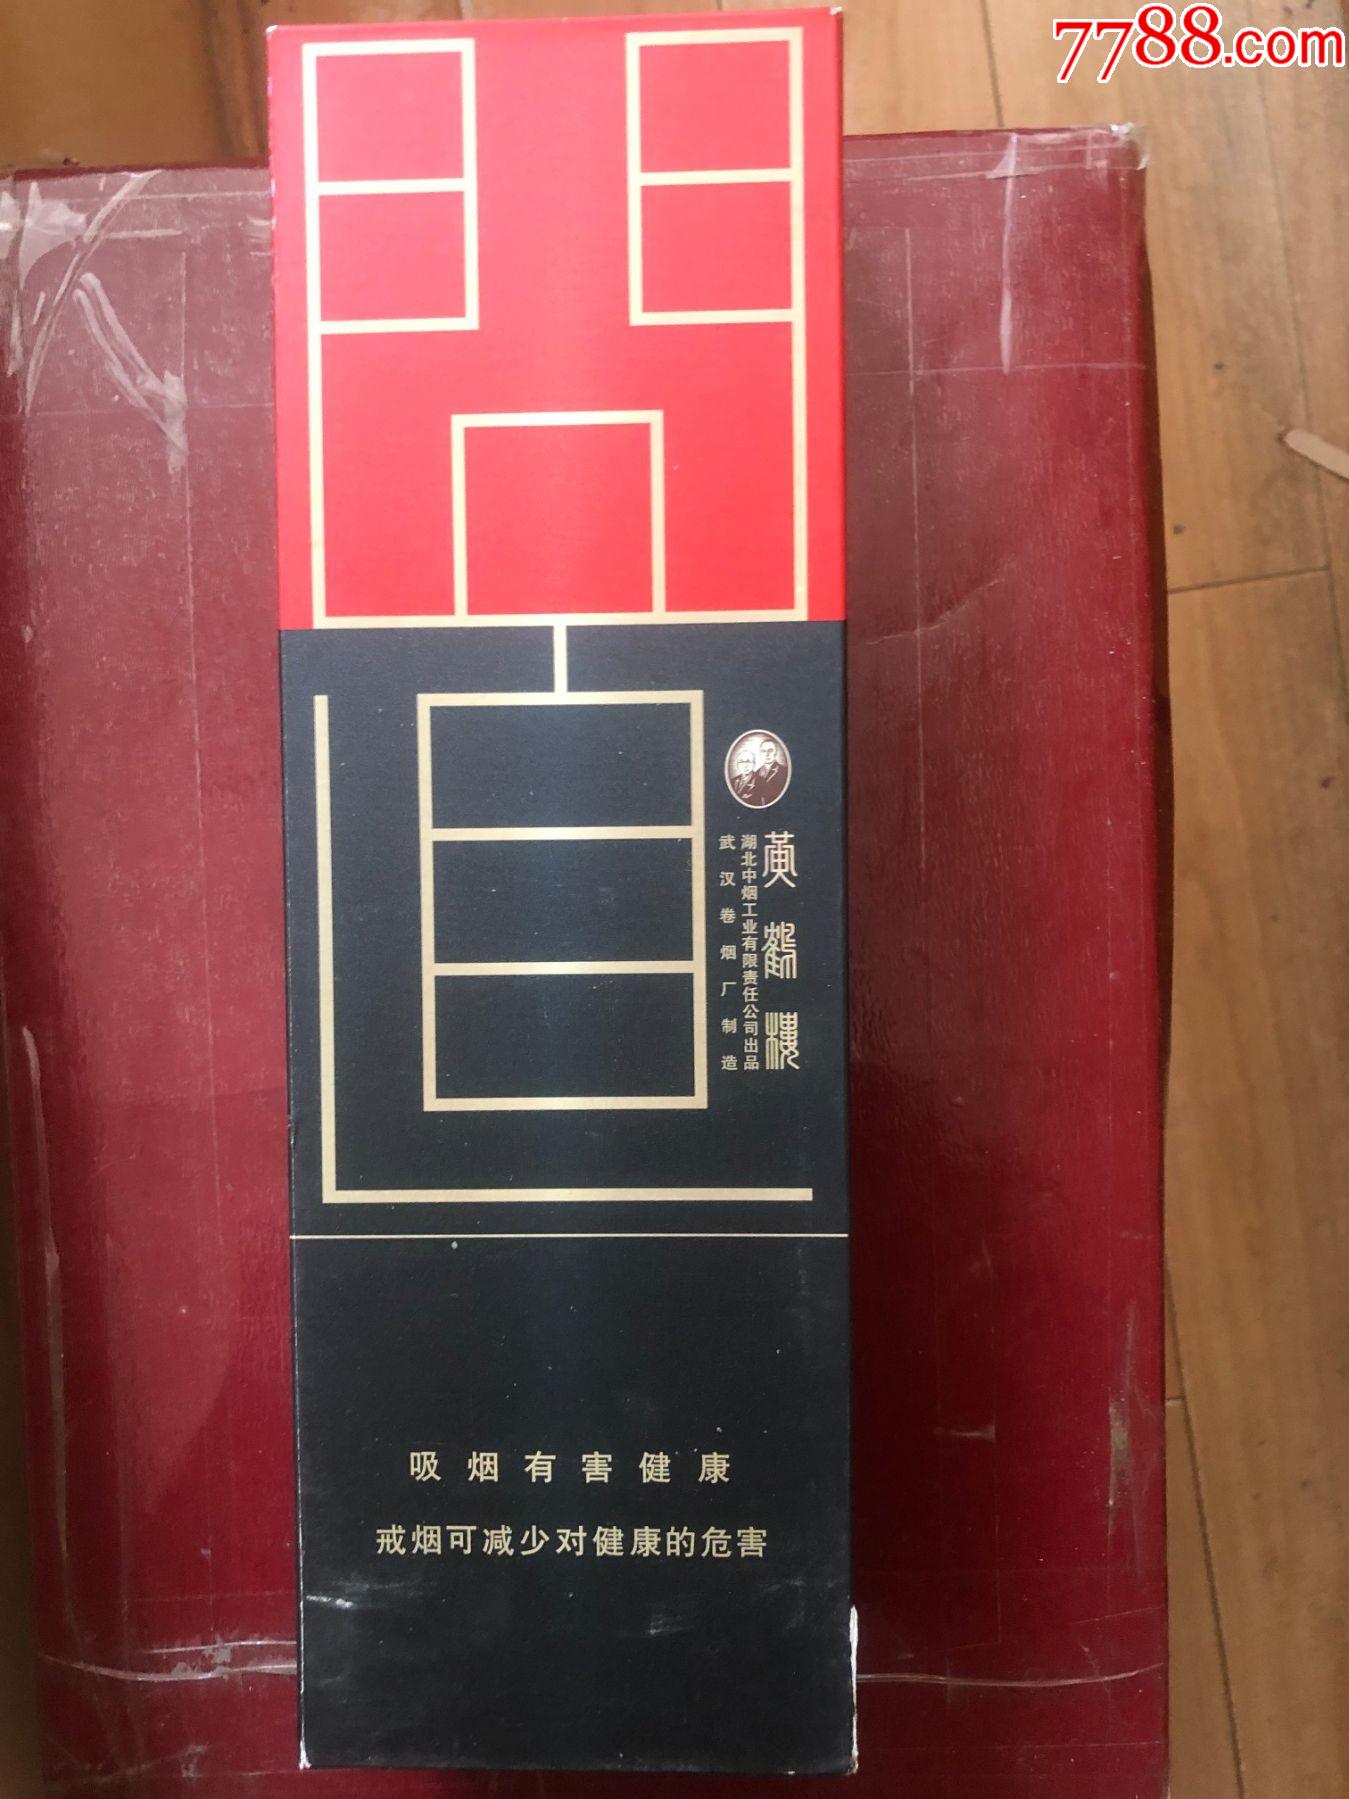 7788.com
黄鹤楼
湖北中烟工业有限责任公司出品
武汉卷烟厂制造
吸烟有害健康
戒烟可减少对健康的危害